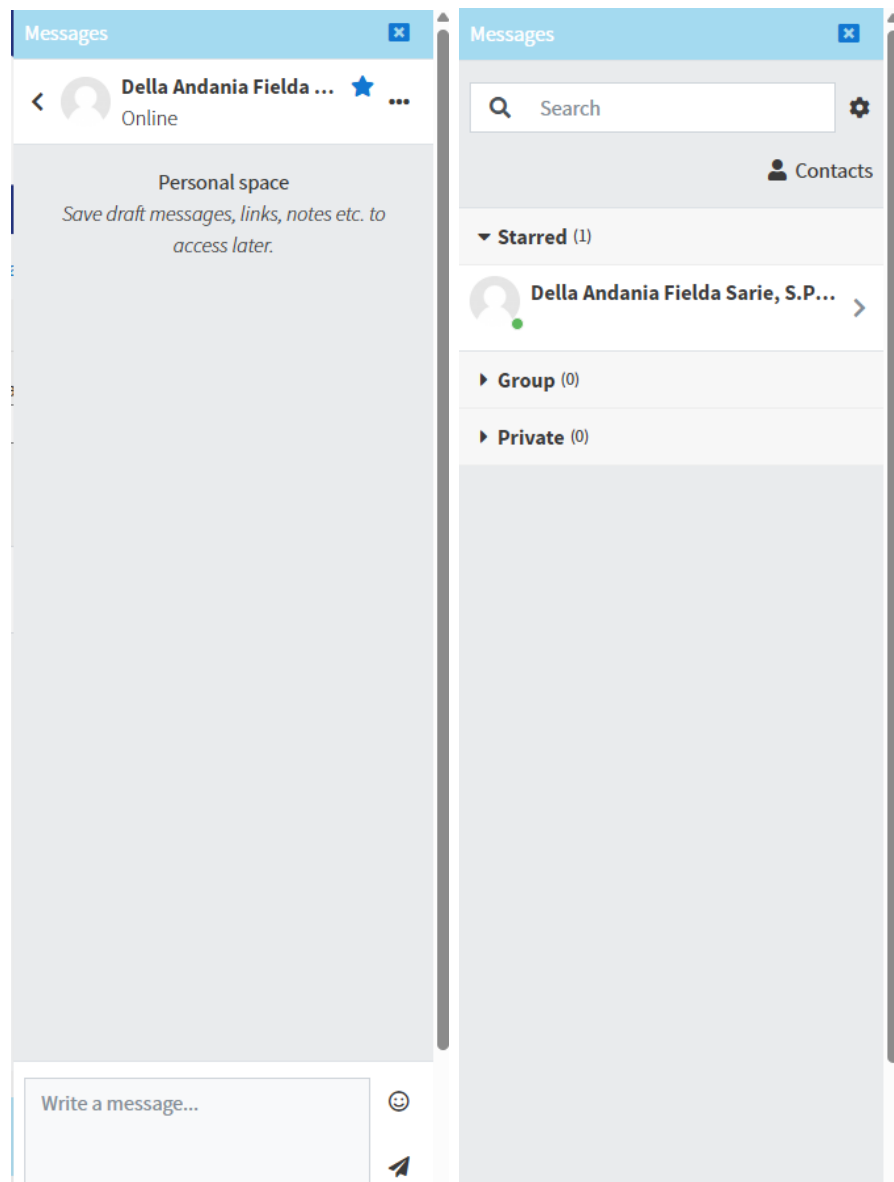 Messages
Della Andania Fielda ...
Online
Personal space
Save draft messages, links, notes etc. to
access later.
Write a message...
Messages
Search
Contacts
Starred (1)
Della Andania Fielda Sarie, S.P...
Group (0)
Private (0)